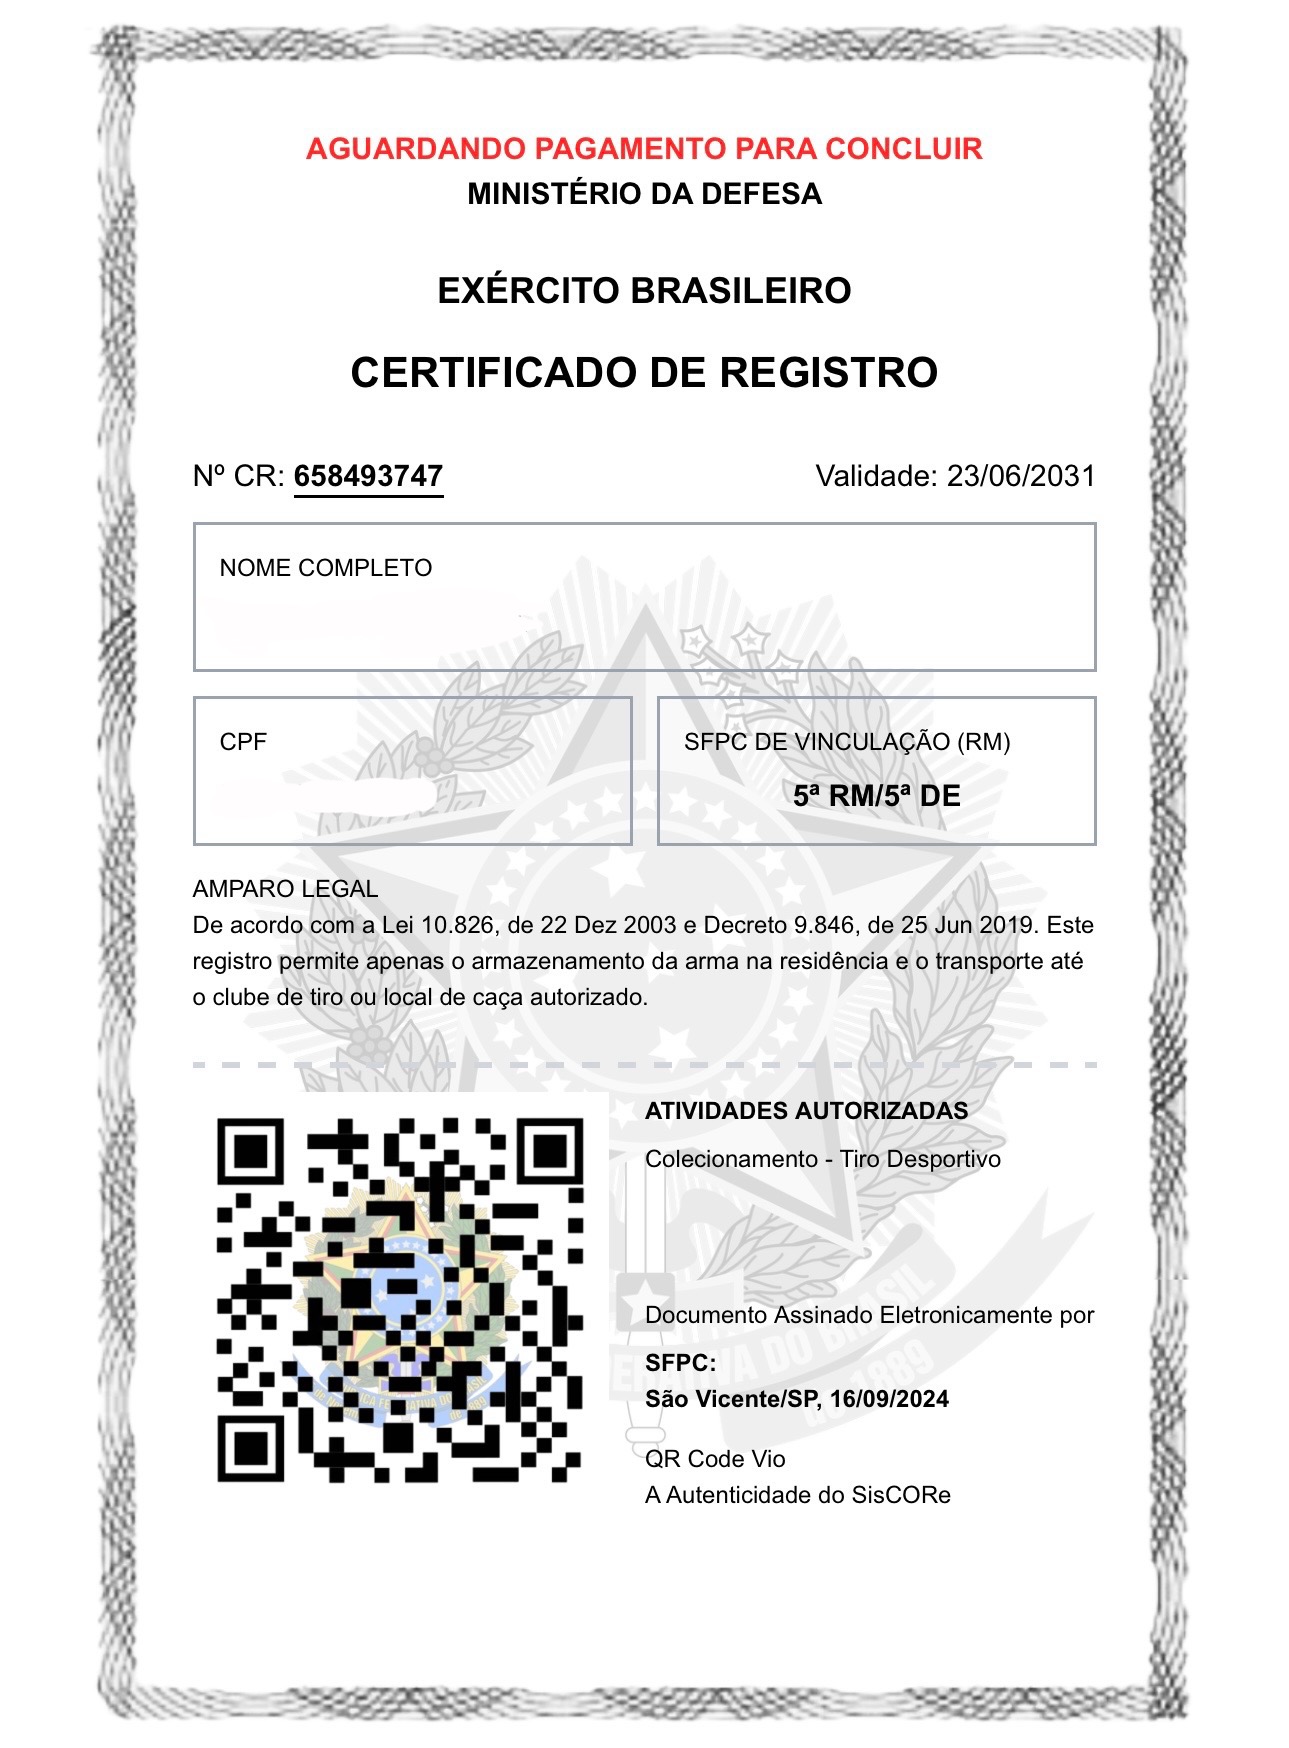 AGUARDANDO PAGAMENTO PARA CONCLUIR
MINISTÉRIO DA DEFESA
EXÉRCITO BRASILEIRO
CERTIFICADO DE REGISTRO
Nº CR: 658493747 Validade: 23/06/2031
NOME COMPLETO
CPF
SFPC DE VINCULAÇÃO (RM)
5ª RM/5ª DE
AMPARO LEGAL
De acordo com a Lei 10.826, de 22 Dez 2003 e Decreto 9.846, de 25 Jun 2019. Este
registro permite apenas o armazenamento da arma na residência e o transporte até
o clube de tiro ou local de caça autorizado.
ATIVIDADES AUTORIZADAS
Colecionamento - Tiro Desportivo
Documento Assinado Eletronicamente por
SFPC:
São Vicente/SP, 16/09/2024
QR Code Vio
A Autenticidade do SisCORe
DO BRASIL
1889